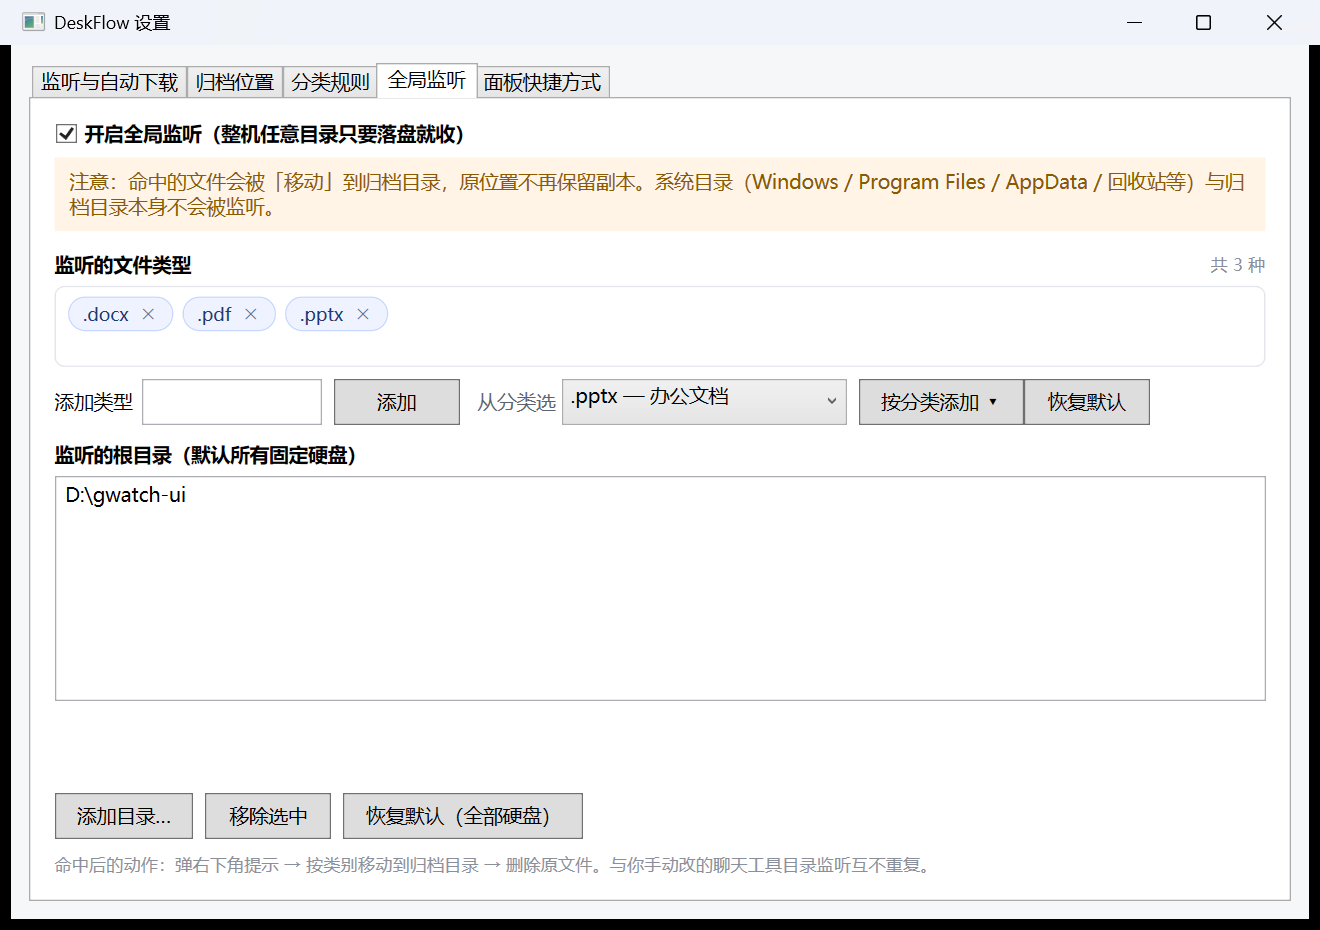 DeskFlow 设置
监听与自动下载 归档位置 分类规则 全局监听 面板快捷方式
开启全局监听（整机任意目录只要落盘就收）
注意：命中的文件会被「移动」到归档目录，原位置不再保留副本。系统目录（Windows / Program Files / AppData / 回收站等）与归
档目录本身不会被监听。
监听的文件类型 共 3 种
.docx × .pdf × .pptx ×
添加类型 添加 从分类选 .pptx — 办公文档 按分类添加 ▼ 恢复默认
监听的根目录（默认所有固定硬盘）
D:\gwatch-ui
添加目录... 移除选中 恢复默认（全部硬盘）
命中后的动作：弹右下角提示 → 按类别移动到归档目录 → 删除原文件。与你手动改的聊天工具目录监听互不重复。